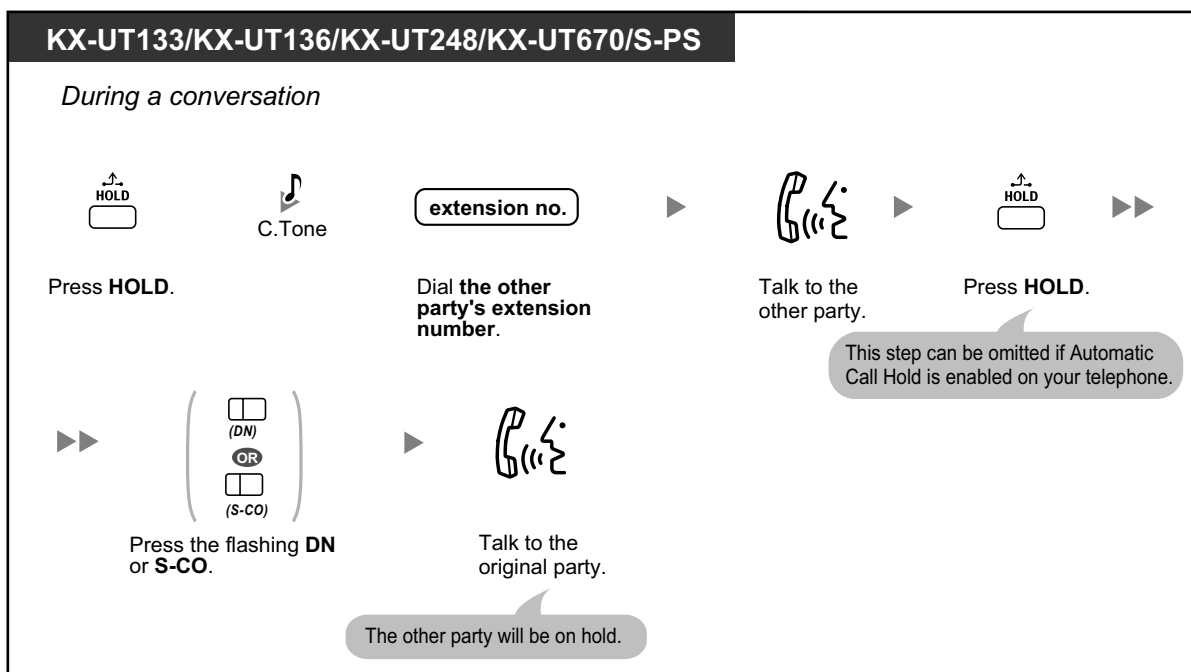 KX-UT133/KX-UT136/KX-UT248/KX-UT670/S-PS
During a conversation
HOLD
C.Tone
extension no.
HOLD
Press HOLD.
Dial the other
party's extension
number.
Talk to the
other party.
Press HOLD.
This step can be omitted if Automatic
Call Hold is enabled on your telephone.
(DN)
OR
(S-CO)
Press the flashing DN
or S-CO.
Talk to the
original party.
The other party will be on hold.